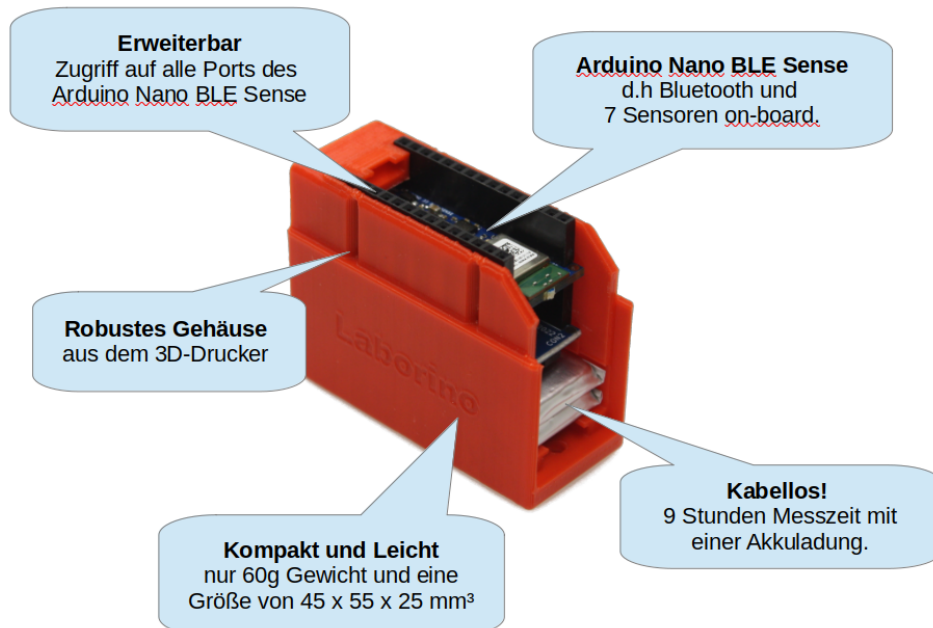 Erweiterbar
Zugriff auf alle Ports des
Arduino Nano BLE Sense
Arduino Nano BLE Sense
d.h Bluetooth und
7 Sensoren on-board.
Robustes Gehäuse
aus dem 3D-Drucker
Laborino
Kompakt und Leicht
nur 60g Gewicht und eine
Größe von 45 x 55 x 25 mm³
Kabellos!
9 Stunden Messzeit mit
einer Akkuladung.